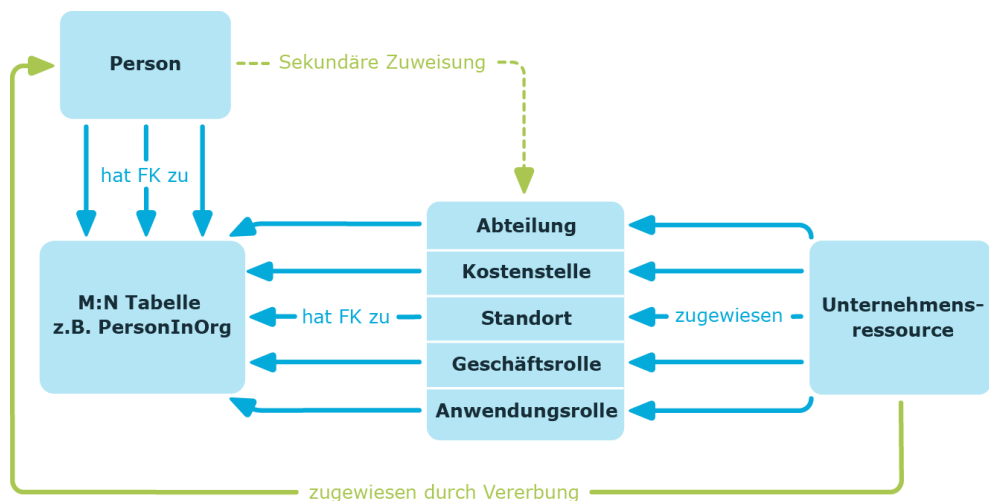 Person
Sekundäre Zuweisung
hat FK zu
Abteilung
Kostenstelle
M:N Tabelle
z.B. PersonInOrg
hat FK zu
Standort
zugewiesen
Unternehmens-
ressource
Geschäftsrolle
Anwendungsrolle
zugewiesen durch Vererbung